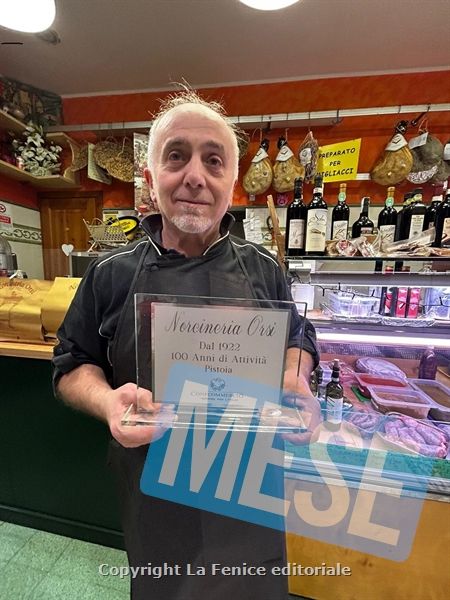 PREPARATO
PER
MIGLIACCI
Norcineria Orsi
Dal 1922
100 Anni di Attività
Pistoia
CONFCOMMERCIO
MESE
Copyright La Fenice editoriale